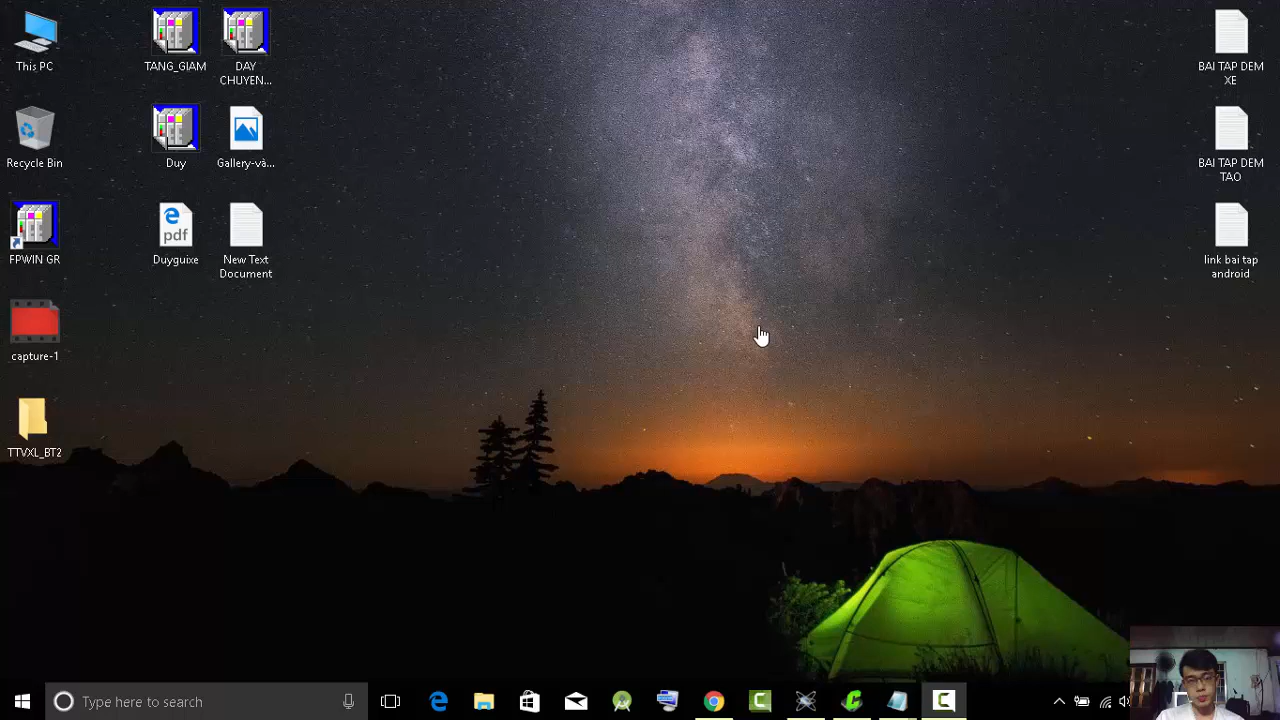 This PC
TANG_GIAM
DAY
CHUYEN...
Recycle Bin
Duy
Gallery-và...
FPWIN GR
pdf
Duyguixe
New Text
Document
capture-1
TTVXL_BT2
BAI TAP DEM
XE
BAI TAP DEM
TAO
link bai tap
android
Type here to search